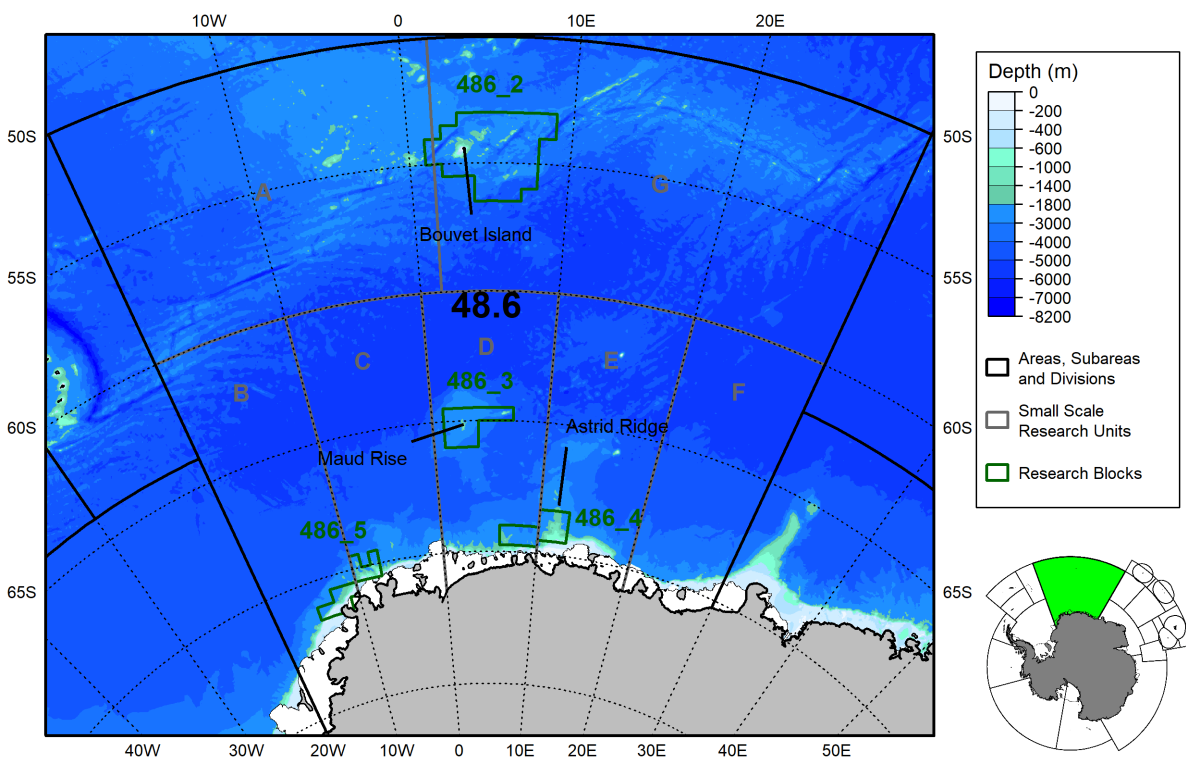 10W 0 10E 20E
486_2
50S 50S
A G
Bouvet Island
55S 55S
48.6
C D E
B F
486_3
60S 60S
Astrid Ridge
Maud Rise
486_5 486_4
65S 65S
40W 30W 20W 10W 0 10E 20E 30E 40E 50E
Depth (m)
0
-200
-400
-600
-1000
-1400
-1800
-3000
-4000
-5000
-6000
-7000
-8200
Areas, Subareas
and Divisions
Small Scale
Research Units
Research Blocks